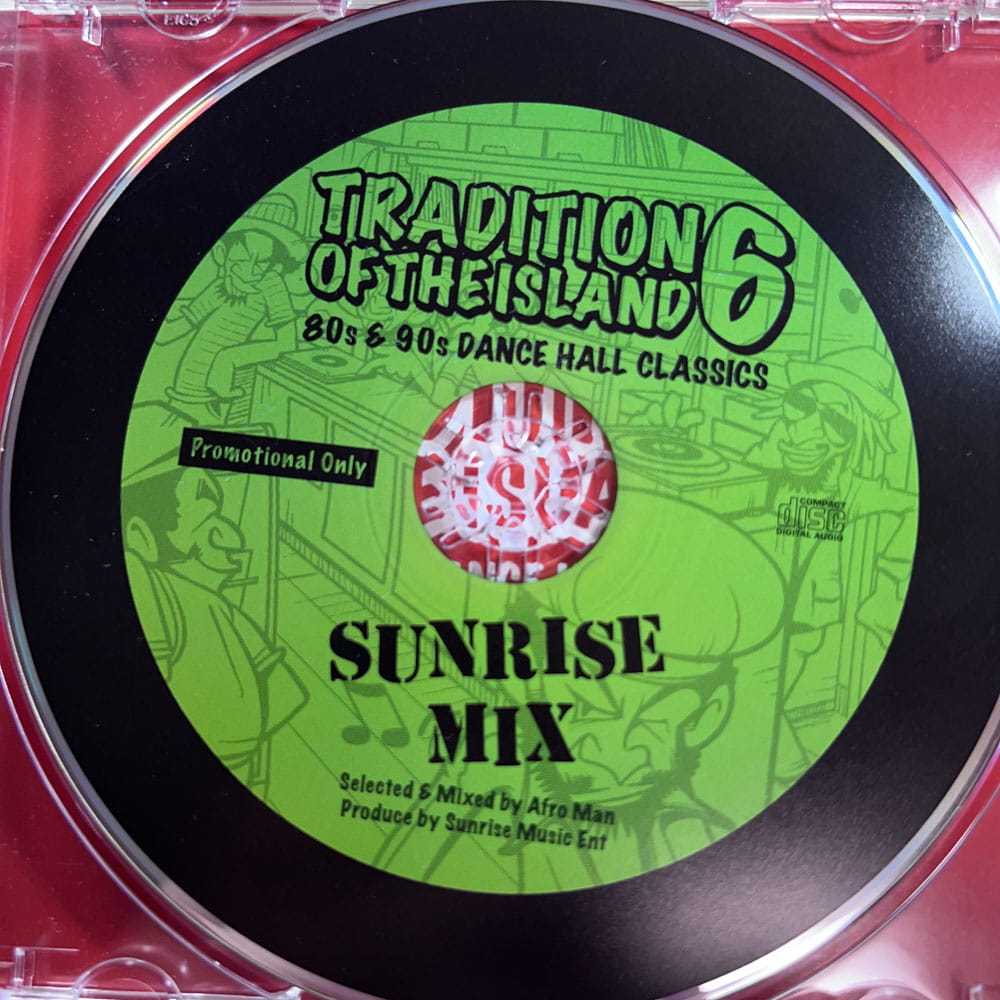 TRADITION
OF THE ISLAND 6
80s & 90s DANCE HALL CLASSICS
Promotional Only
COMPACT
disc
DIGITAL AUDIO
SUNRISE
MIX
Selected & Mixed by Afro Man
Produce by Sunrise Music Ent